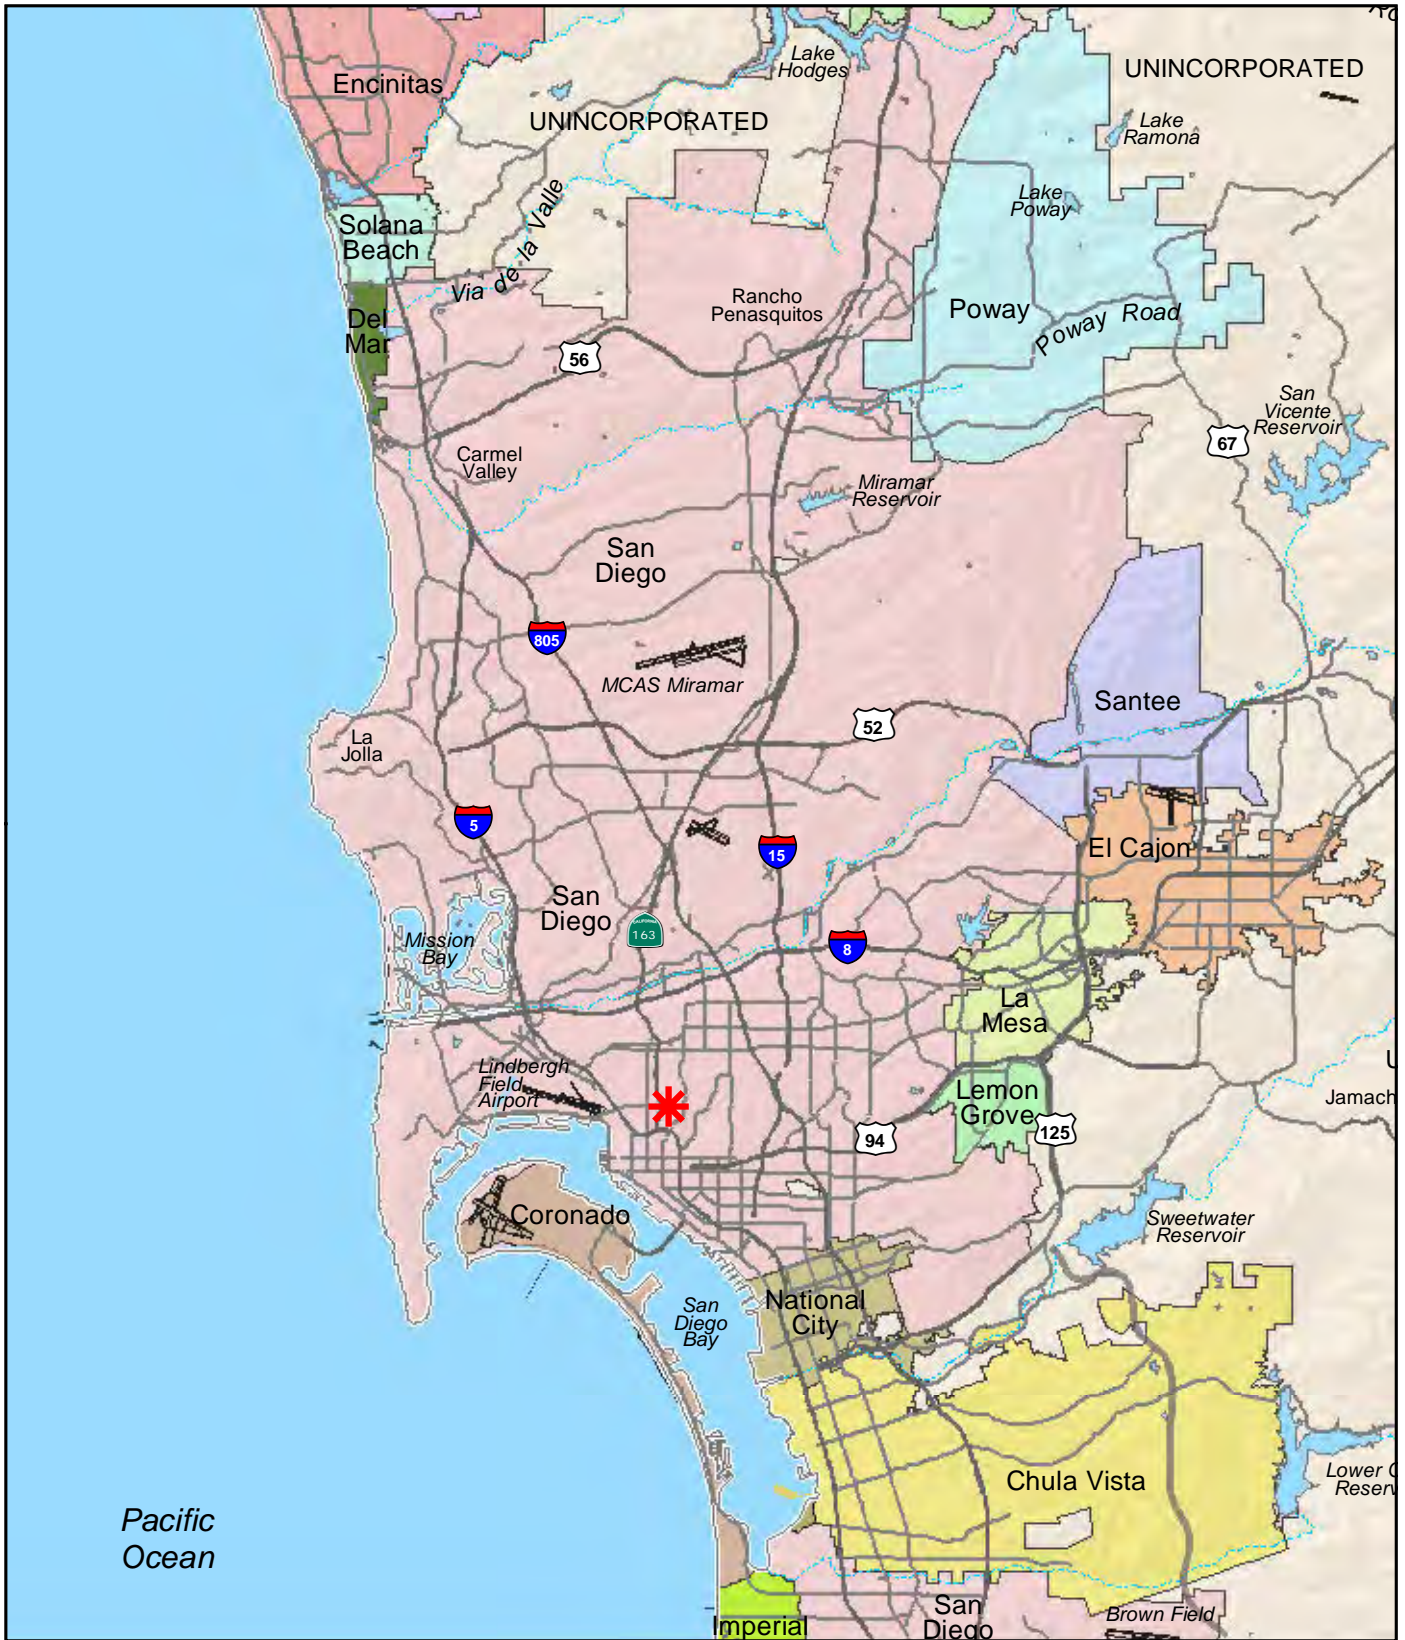 Encinitas
Lake
Hodges
UNINCORPORATED
UNINCORPORATED
Lake
Ramona
Lake
Poway
Solana
Beach
Via de la Valle
Del
Mar
Rancho
Penasquitos
Poway
Poway Road
56
San
Vicente
Reservoir
67
Carmel
Valley
Miramar
Reservoir
San
Diego
805
MCAS Miramar
Santee
52
La
Jolla
5
15
El Cajon
San
Diego
CALIFORNIA
163
Mission
Bay
8
La
Mesa
Lindbergh
Field
Airport
Lemon
Grove
U
Jamach
94
125
Coronado
Sweetwater
Reservoir
San
Diego
Bay
National
City
Chula Vista
Lower O
Reserv
Pacific
Ocean
Imperial
San
Diego
Brown Field